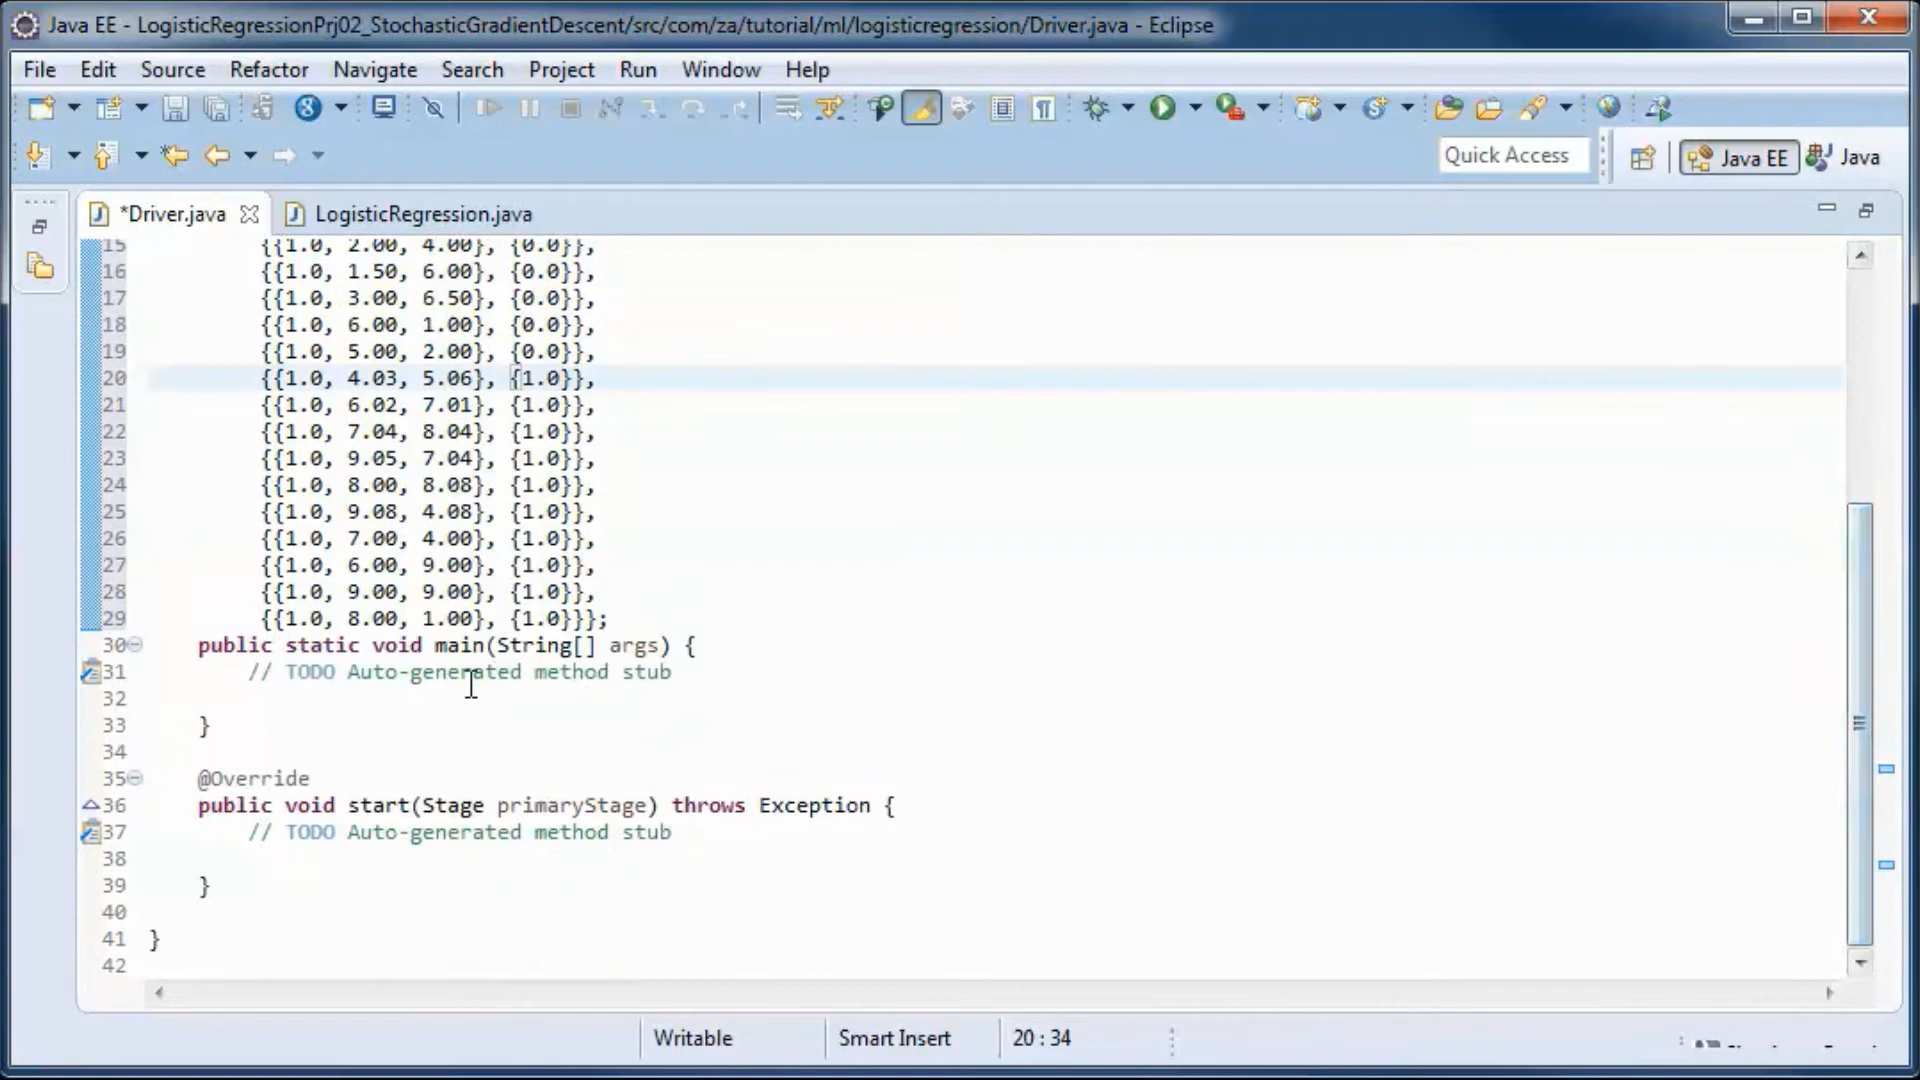 Java EE - LogisticRegressionPrj02_StochasticGradientDescent/src/com/za/tutorial/ml/logisticregression/Driver.java - Eclipse
File Edit Source Refactor Navigate Search Project Run Window Help
Quick Access Java EE Java
*Driver.java LogisticRegression.java
15 {{1.0, 2.00, 4.00}, {0.0}},
16 {{1.0, 1.50, 6.00}, {0.0}},
17 {{1.0, 3.00, 6.50}, {0.0}},
18 {{1.0, 6.00, 1.00}, {0.0}},
19 {{1.0, 5.00, 2.00}, {0.0}},
20 {{1.0, 4.03, 5.06}, {1.0}},
21 {{1.0, 6.02, 7.01}, {1.0}},
22 {{1.0, 7.04, 8.04}, {1.0}},
23 {{1.0, 9.05, 7.04}, {1.0}},
24 {{1.0, 8.00, 8.08}, {1.0}},
25 {{1.0, 9.08, 4.08}, {1.0}},
26 {{1.0, 7.00, 4.00}, {1.0}},
27 {{1.0, 6.00, 9.00}, {1.0}},
28 {{1.0, 9.00, 9.00}, {1.0}},
29 {{1.0, 8.00, 1.00}, {1.0}}};
30 public static void main(String[] args) {
31 // TODO Auto-generated method stub
32
33 }
34
35 @Override
36 public void start(Stage primaryStage) throws Exception {
37 // TODO Auto-generated method stub
38
39 }
40
41 }
42
Writable Smart Insert 20 : 34